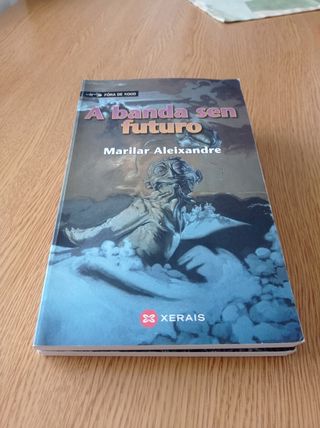 FÓRA DE XOGO
A banda sen
futuro
Marilar Aleixandre
XERAIS